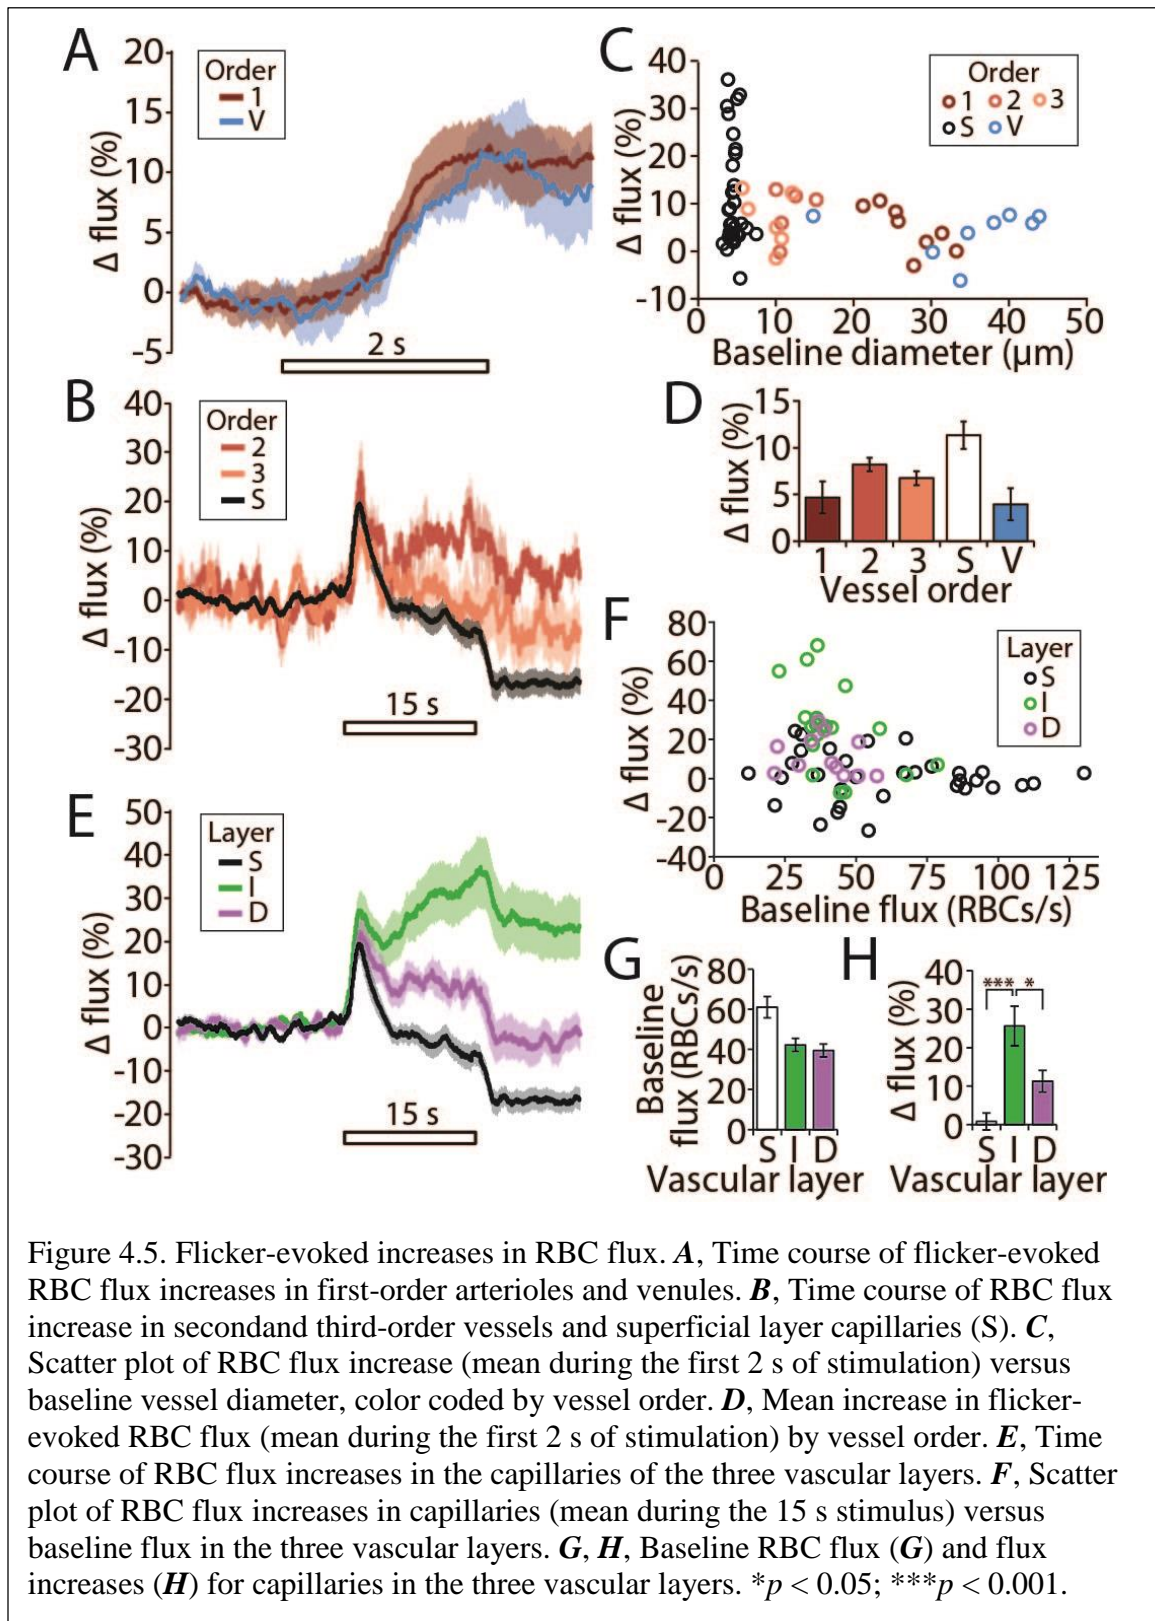 A
Δ flux (%)
20
15
10
5
0
-5
Order
1
V
2 s
B
Δ flux (%)
40
30
20
10
0
-10
-20
-30
Order
2
3
S
15 s
C
Δ flux (%)
40
30
20
10
0
-10
Order
1 2 3
S V
0 10 20 30 40 50
Baseline diameter (µm)
D
Δ flux (%)
15
10
5
0
1 2 3 S V
Vessel order
E
Δ flux (%)
50
40
30
20
10
0
-10
-20
-30
Layer
S
I
D
15 s
F
Δ flux (%)
80
60
40
20
0
-20
-40
Layer
S
I
D
0 25 50 75 100 125
Baseline flux (RBCs/s)
G
Baseline
flux (RBCs/s)
80
60
40
20
0
S I D
Vascular layer
H
Δ flux (%)
40
30
20
10
0
*** *
S I D
Vascular layer
Figure 4.5. Flicker-evoked increases in RBC flux. A, Time course of flicker-evoked
RBC flux increases in first-order arterioles and venules. B, Time course of RBC flux
increase in secondand third-order vessels and superficial layer capillaries (S). C,
Scatter plot of RBC flux increase (mean during the first 2 s of stimulation) versus
baseline vessel diameter, color coded by vessel order. D, Mean increase in flicker-
evoked RBC flux (mean during the first 2 s of stimulation) by vessel order. E, Time
course of RBC flux increases in the capillaries of the three vascular layers. F, Scatter
plot of RBC flux increases in capillaries (mean during the 15 s stimulus) versus
baseline flux in the three vascular layers. G, H, Baseline RBC flux (G) and flux
increases (H) for capillaries in the three vascular layers. *p < 0.05; ***p < 0.001.